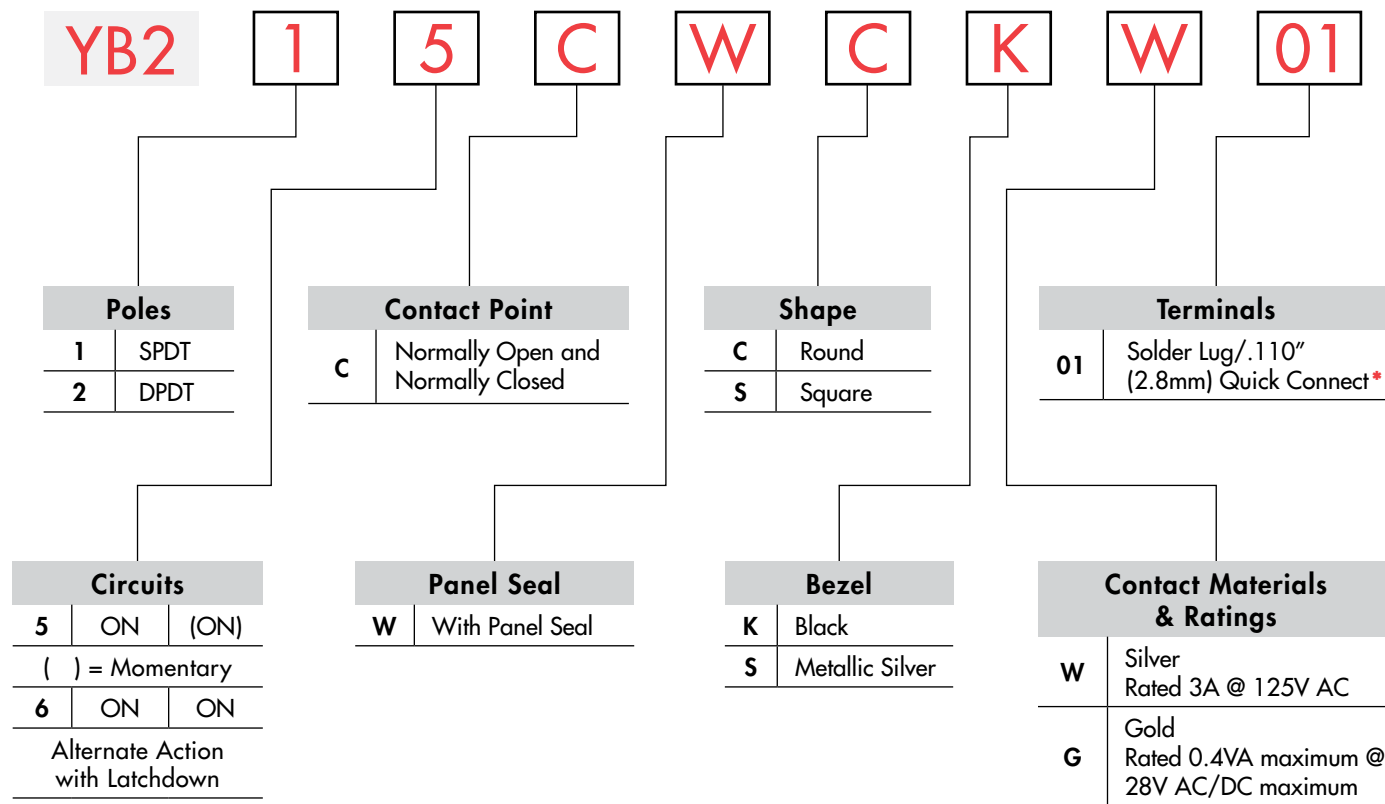 YB2 1 5 C W C K W 01
Poles
1 SPDT
2 DPDT
Contact Point
C Normally Open and
Normally Closed
Shape
C Round
S Square
Terminals
01 Solder Lug/.110"
(2.8mm) Quick Connect*
Circuits
5 ON (ON)
( ) = Momentary
6 ON ON
Alternate Action
with Latchdown
Panel Seal
W With Panel Seal
Bezel
K Black
S Metallic Silver
Contact Materials
& Ratings
W Silver
Rated 3A @ 125V AC
G Gold
Rated 0.4VA maximum @
28V AC/DC maximum